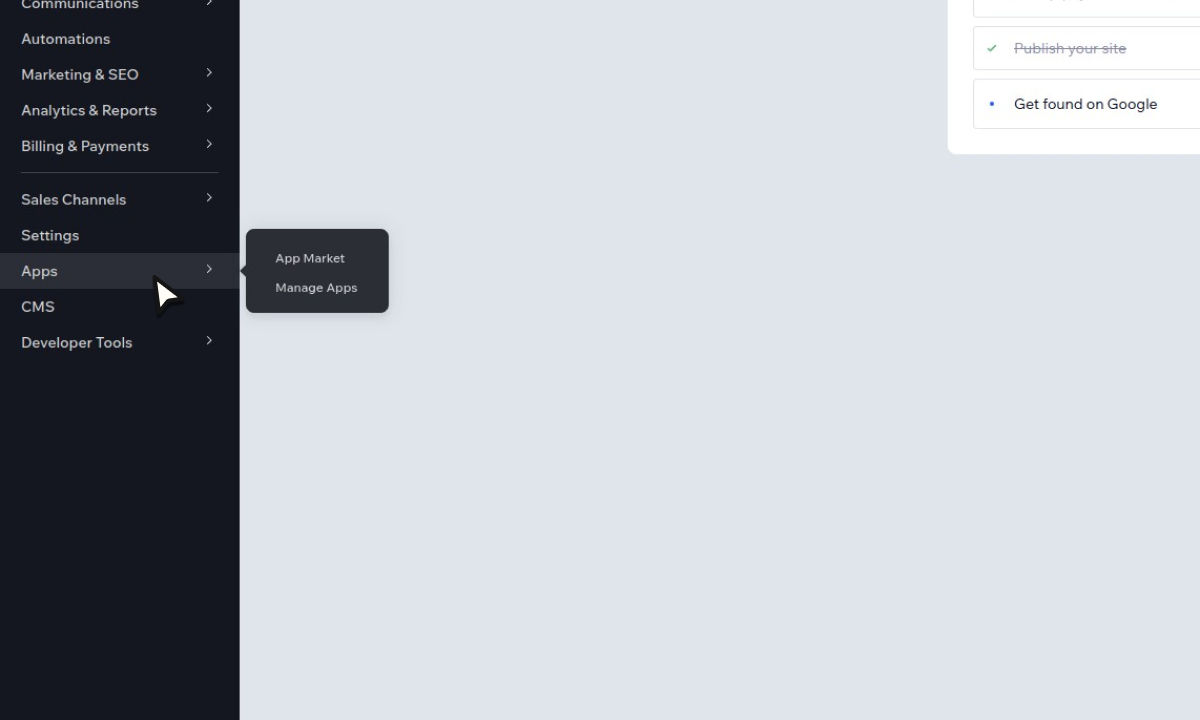 Communications
Automations
Marketing & SEO
Analytics & Reports
Billing & Payments
Sales Channels
Settings
Apps
CMS
Developer Tools
App Market
Manage Apps
Publish your site
Get found on Google